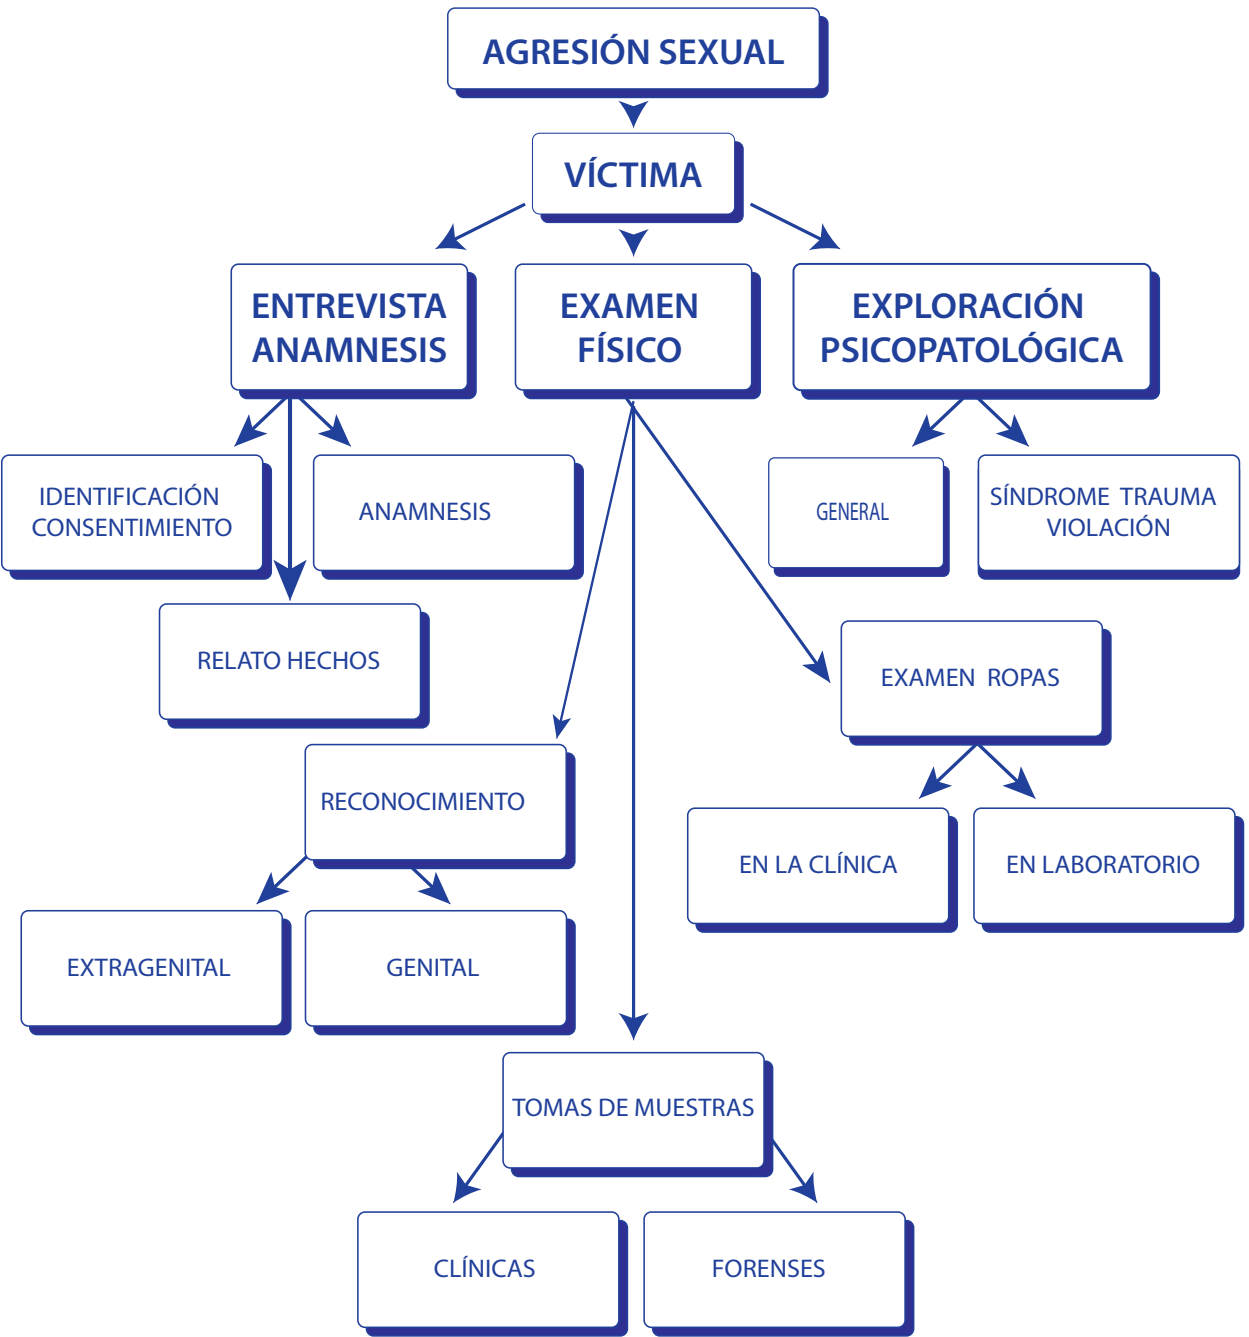 AGRESIÓN SEXUAL
VÍCTIMA
ENTREVISTA
ANAMNESIS
EXAMEN
FÍSICO
EXPLORACIÓN
PSICOPATOLÓGICA
IDENTIFICACIÓN
CONSENTIMIENTO
ANAMNESIS
GENERAL
SÍNDROME TRAUMA
VIOLACIÓN
RELATO HECHOS
EXAMEN ROPAS
RECONOCIMIENTO
EN LA CLÍNICA
EN LABORATORIO
EXTRAGENITAL
GENITAL
TOMAS DE MUESTRAS
CLÍNICAS
FORENSES